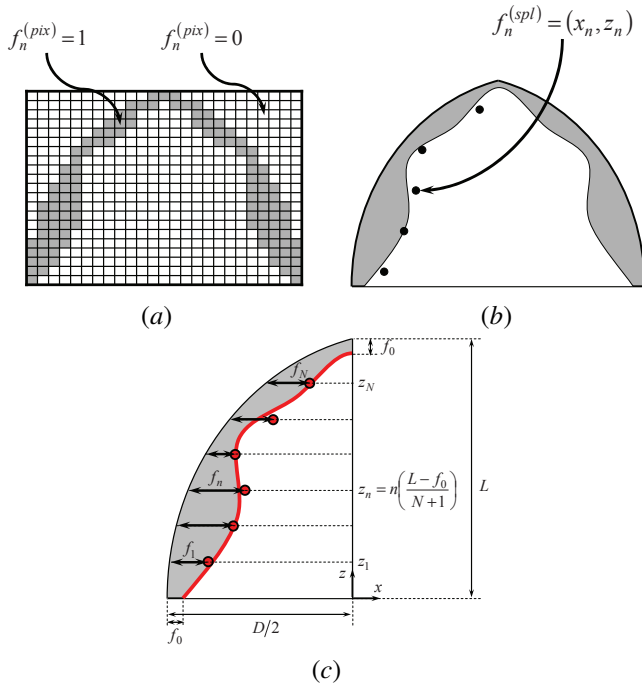 f_n^{(pix)}=1
f_n^{(pix)}=0
(a)
f_n^{(spl)}=(x_n, z_n)
(b)
f_0
f_N
z_N
f_n
z_n = n((L−f_0)/(N+1))
L
f_1
z_1
z
x
f_0
D/2
(c)